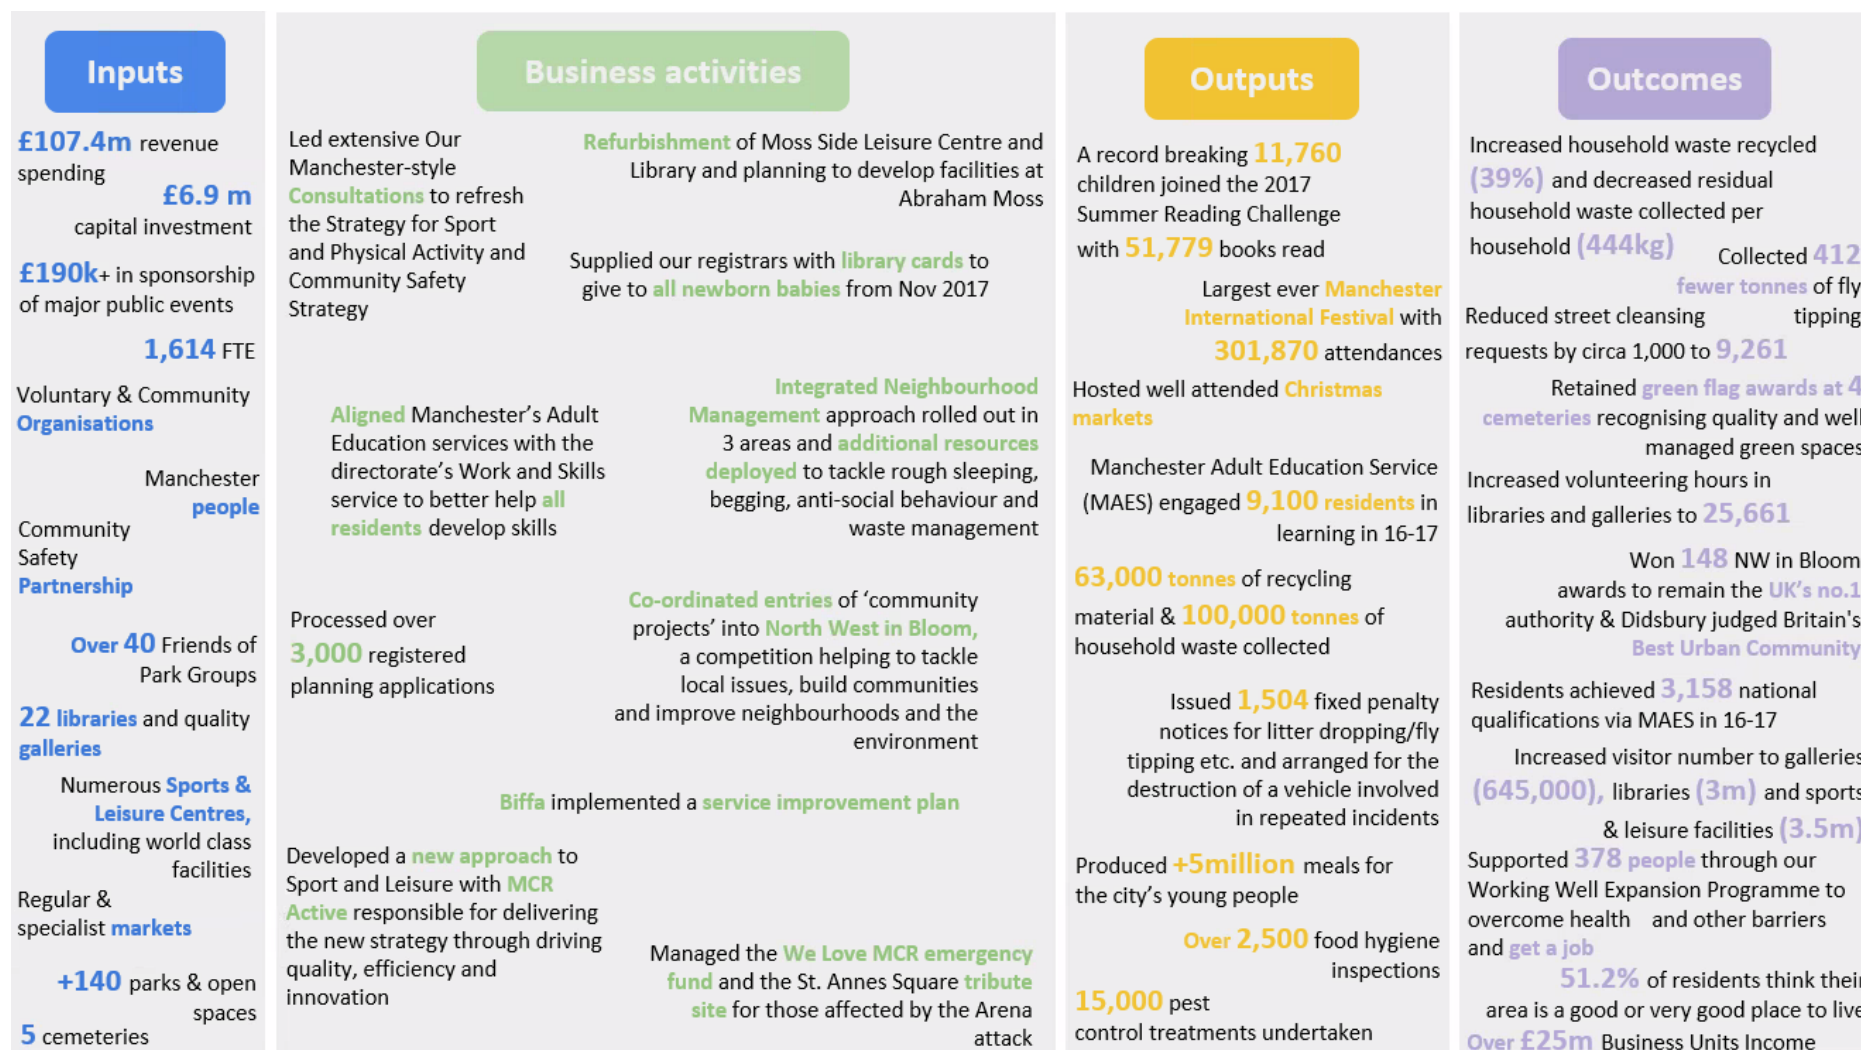 Inputs
£107.4m revenue
spending
£6.9 m
capital investment
£190k+ in sponsorship
of major public events
1,614 FTE
Voluntary & Community
Organisations
Manchester
people
Community
Safety
Partnership
Over 40 Friends of
Park Groups
22 libraries and quality
galleries
Numerous Sports &
Leisure Centres,
including world class
facilities
Regular &
specialist markets
+140 parks & open
spaces
5 cemeteries
Business activities
Led extensive Our
Manchester-style
Consultations to refresh
the Strategy for Sport
and Physical Activity and
Community Safety
Strategy
Refurbishment of Moss Side Leisure Centre and
Library and planning to develop facilities at
Abraham Moss
Supplied our registrars with library cards to
give to all newborn babies from Nov 2017
Aligned Manchester's Adult
Education services with the
directorate's Work and Skills
service to better help all
residents develop skills
Integrated Neighbourhood
Management approach rolled out in
3 areas and additional resources
deployed to tackle rough sleeping,
begging, anti-social behaviour and
waste management
Processed over
3,000 registered
planning applications
Co-ordinated entries of 'community
projects' into North West in Bloom,
a competition helping to tackle
local issues, build communities
and improve neighbourhoods and the
environment
Biffa implemented a service improvement plan
Developed a new approach to
Sport and Leisure with MCR
Active responsible for delivering
the new strategy through driving
quality, efficiency and
innovation
Managed the We Love MCR emergency
fund and the St. Annes Square tribute
site for those affected by the Arena
attack
Outputs
A record breaking 11,760
children joined the 2017
Summer Reading Challenge
with 51,779 books read
Largest ever Manchester
International Festival with
301,870 attendances
Hosted well attended Christmas
markets
Manchester Adult Education Service
(MAES) engaged 9,100 residents in
learning in 16-17
63,000 tonnes of recycling
material & 100,000 tonnes of
household waste collected
Issued 1,504 fixed penalty
notices for litter dropping/fly
tipping etc. and arranged for the
destruction of a vehicle involved
in repeated incidents
Produced +5million meals for
the city's young people
Over 2,500 food hygiene
inspections
15,000 pest
control treatments undertaken
Outcomes
Increased household waste recycled
(39%) and decreased residual
household waste collected per
household (444kg)
Collected 412
fewer tonnes of fly
tipping
Reduced street cleansing
requests by circa 1,000 to 9,261
Retained green flag awards at 4
cemeteries recognising quality and well
managed green spaces
Increased volunteering hours in
libraries and galleries to 25,661
Won 148 NW in Bloom
awards to remain the UK's no.1
authority & Didsbury judged Britain's
Best Urban Community
Residents achieved 3,158 national
qualifications via MAES in 16-17
Increased visitor number to galleries
(645,000), libraries (3m) and sports
& leisure facilities (3.5m)
Supported 378 people through our
Working Well Expansion Programme to
overcome health and other barriers
and get a job
51.2% of residents think their
area is a good or very good place to live
Over £25m Business Units Income